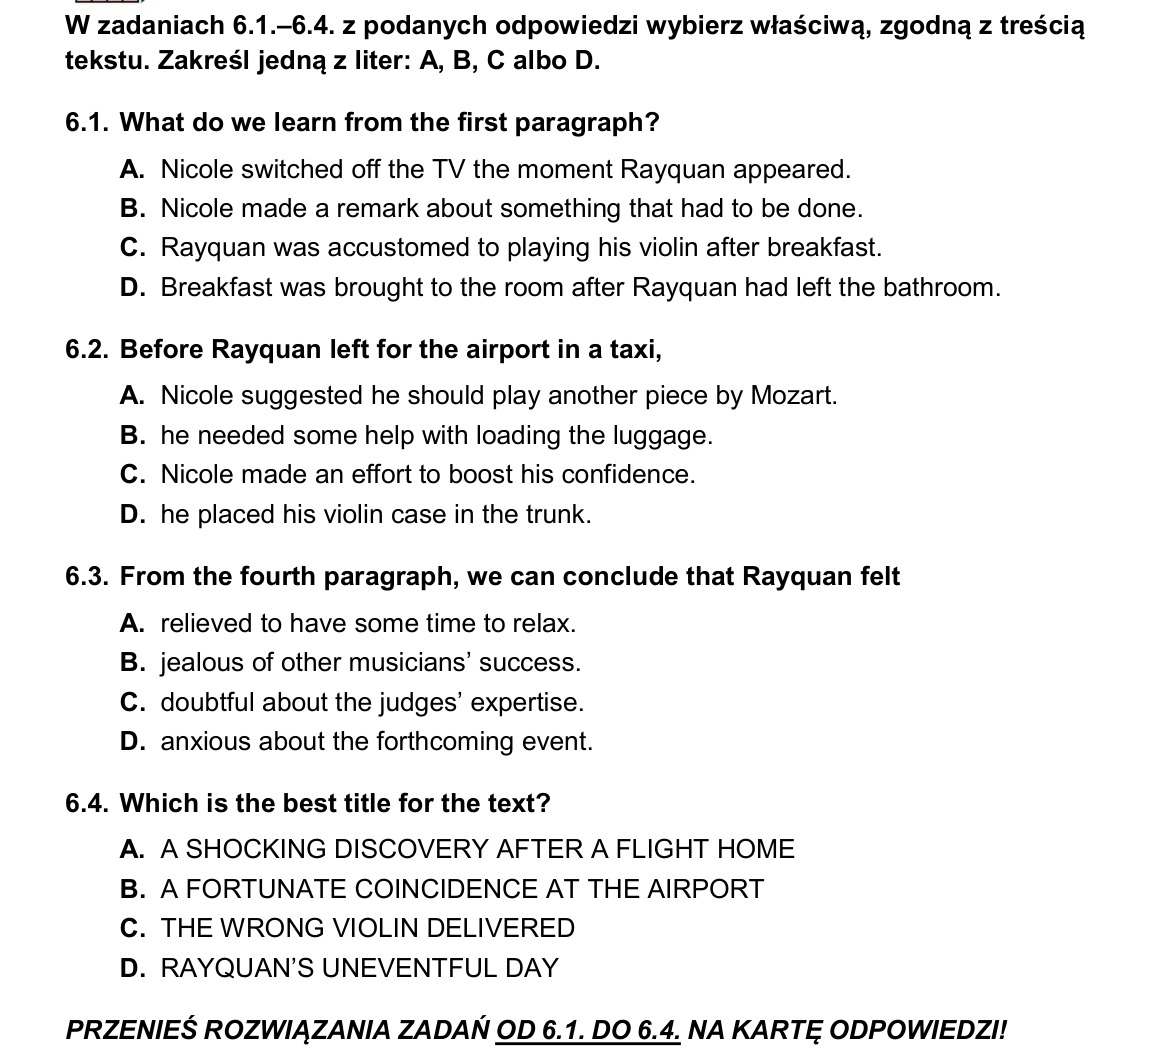 W zadaniach 6.1.–6.4. z podanych odpowiedzi wybierz właściwą, zgodną z treścią
tekstu. Zakreśl jedną z liter: A, B, C albo D.
6.1. What do we learn from the first paragraph?
A. Nicole switched off the TV the moment Rayquan appeared.
B. Nicole made a remark about something that had to be done.
C. Rayquan was accustomed to playing his violin after breakfast.
D. Breakfast was brought to the room after Rayquan had left the bathroom.
6.2. Before Rayquan left for the airport in a taxi,
A. Nicole suggested he should play another piece by Mozart.
B. he needed some help with loading the luggage.
C. Nicole made an effort to boost his confidence.
D. he placed his violin case in the trunk.
6.3. From the fourth paragraph, we can conclude that Rayquan felt
A. relieved to have some time to relax.
B. jealous of other musicians’ success.
C. doubtful about the judges’ expertise.
D. anxious about the forthcoming event.
6.4. Which is the best title for the text?
A. A SHOCKING DISCOVERY AFTER A FLIGHT HOME
B. A FORTUNATE COINCIDENCE AT THE AIRPORT
C. THE WRONG VIOLIN DELIVERED
D. RAYQUAN’S UNEVENTFUL DAY
PRZENIEŚ ROZWIĄZANIA ZADAŃ OD 6.1. DO 6.4. NA KARTĘ ODPOWIEDZI!